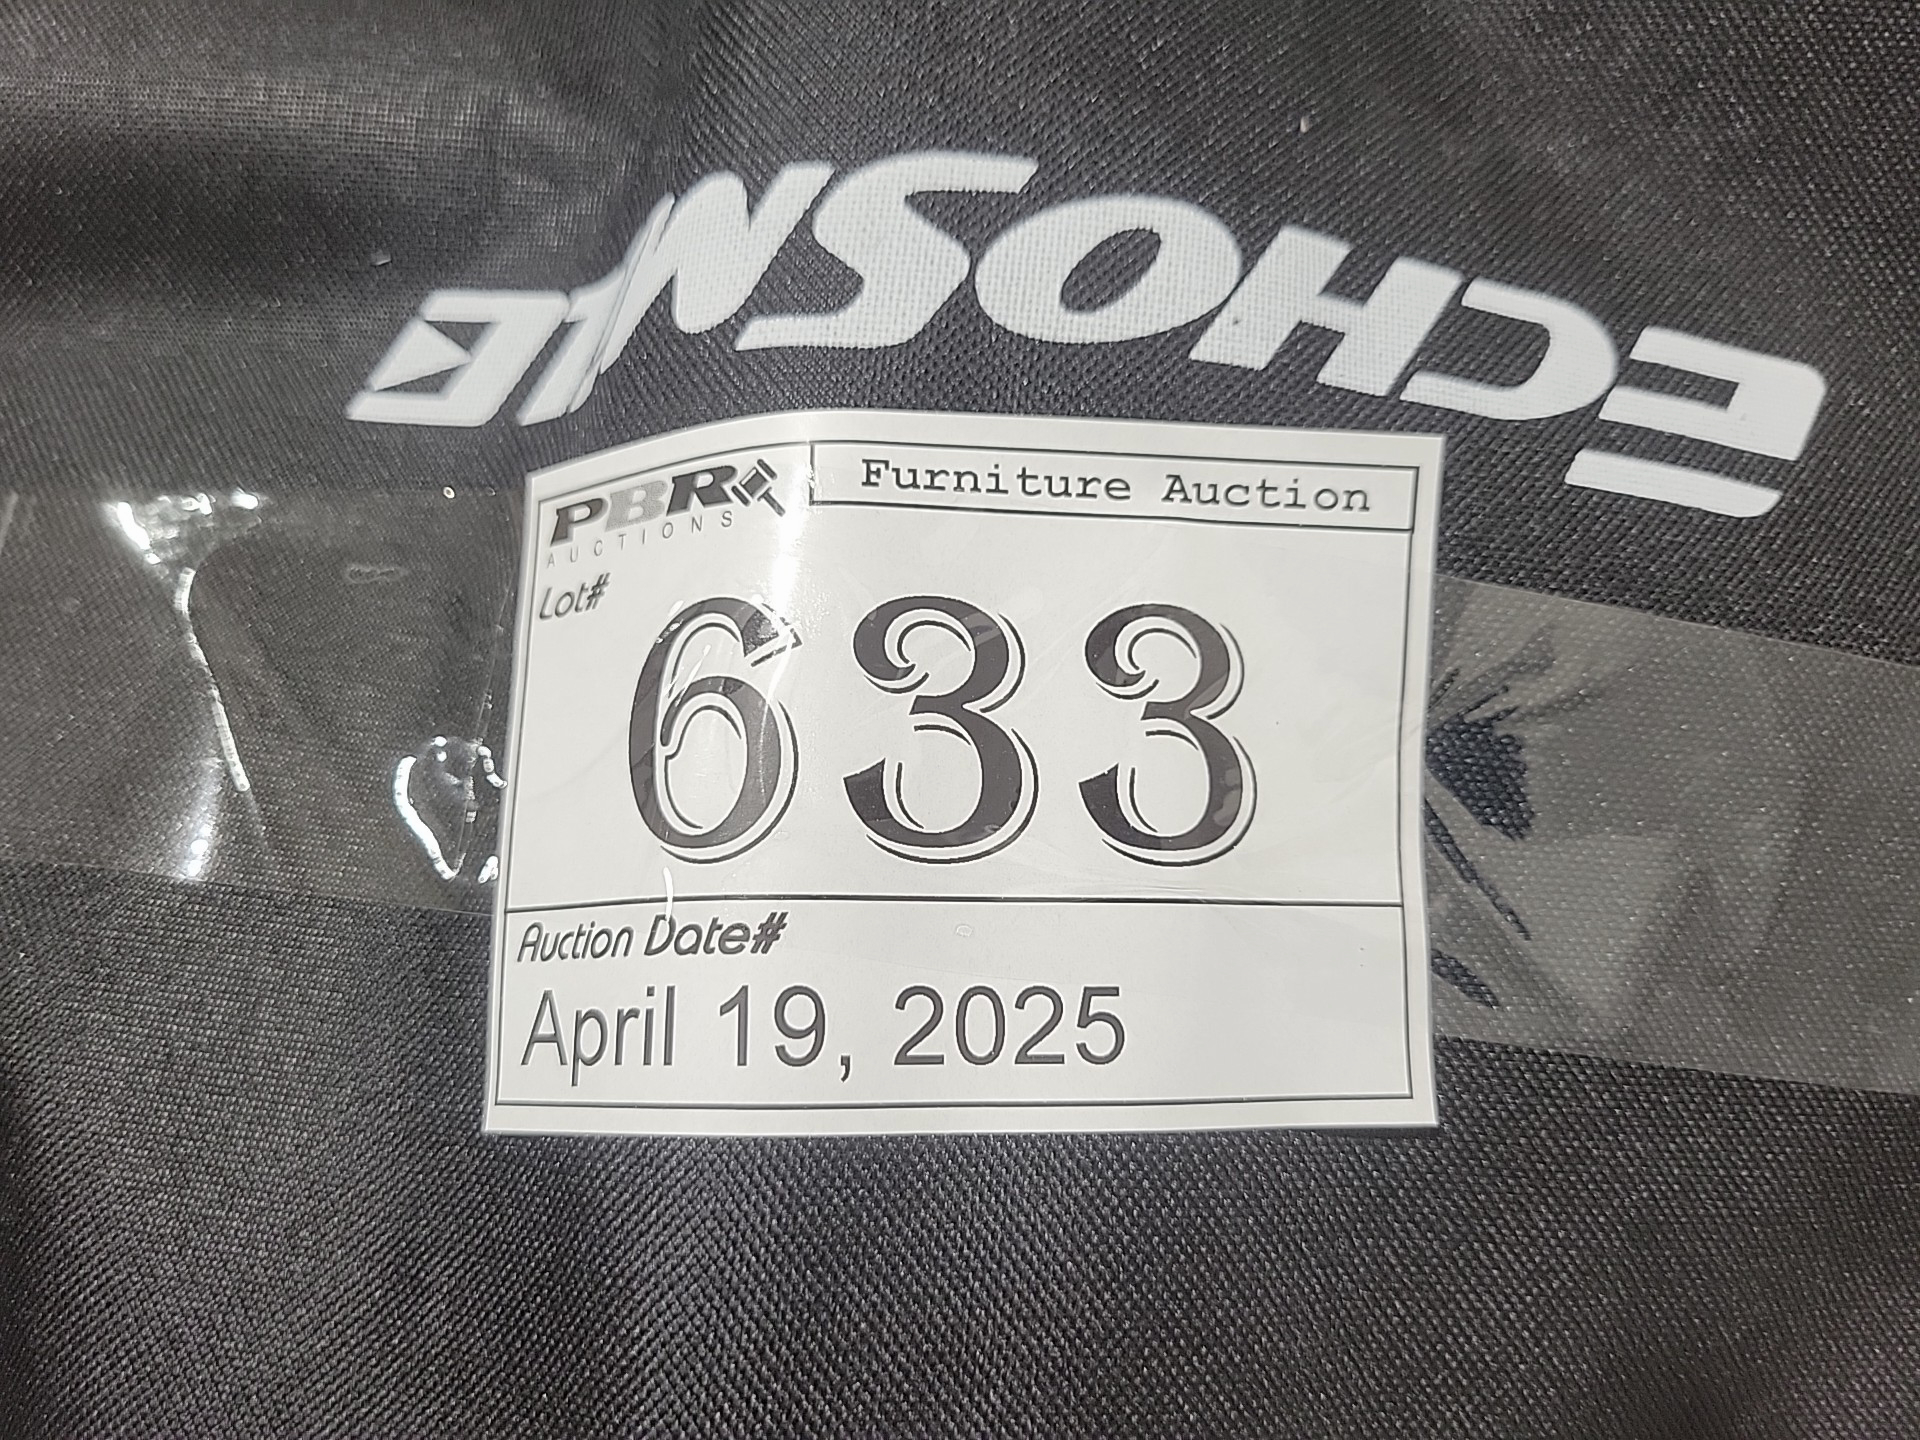 ECHOSMILE
PBR
AUCTIONS
Furniture Auction
Lot#
633
Auction Date#
April 19, 2025